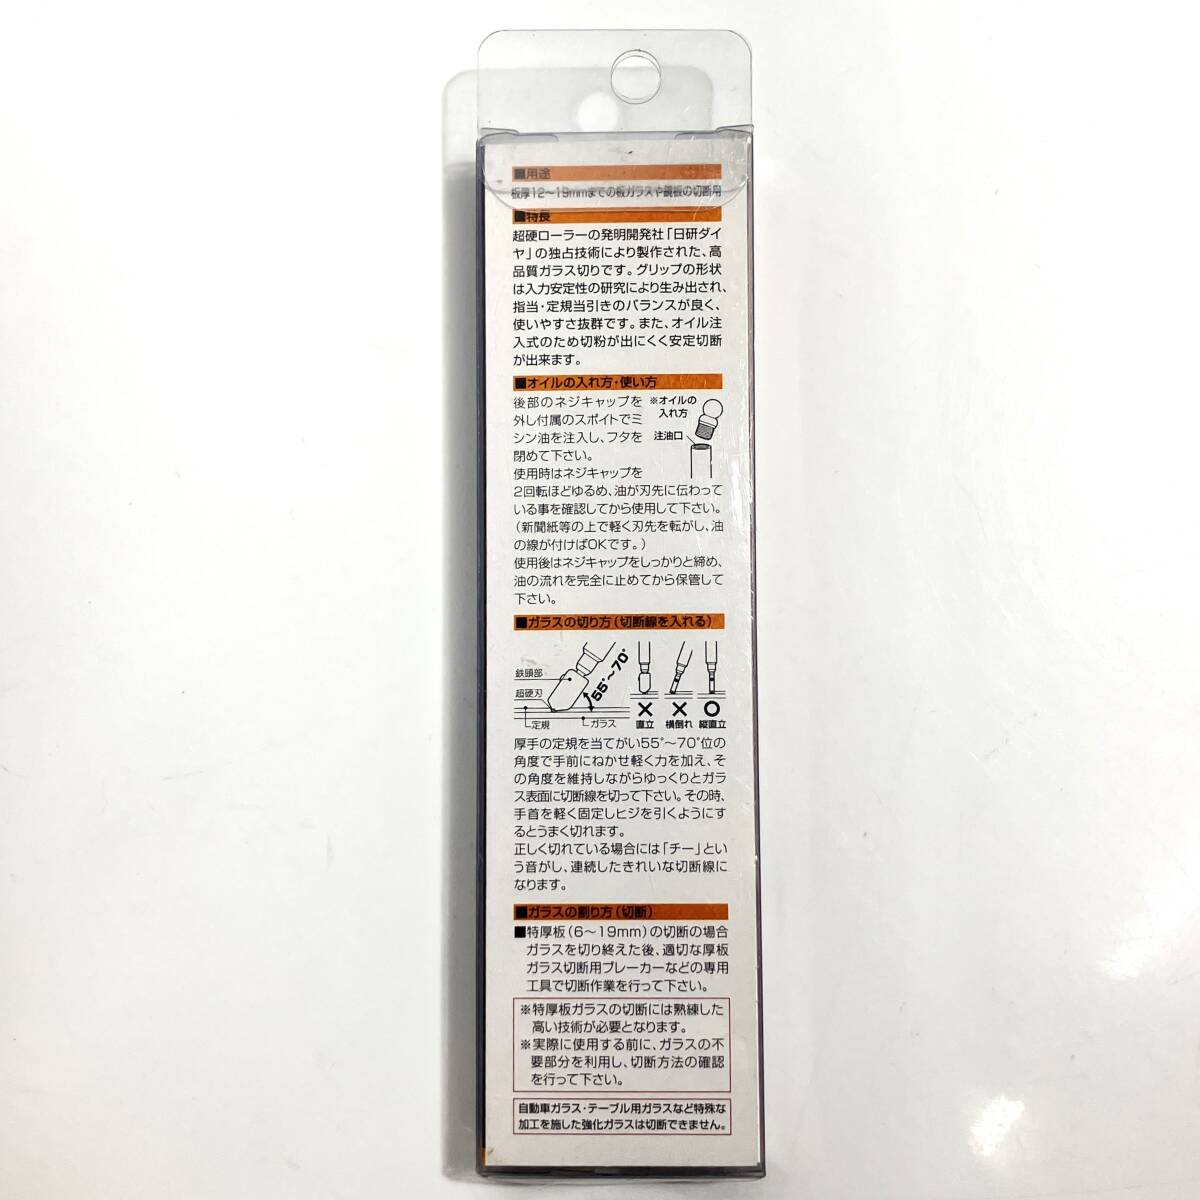 ■用途
板厚12～19mmまでの板ガラスや鏡板の切断用
■特長
超硬ローラーの発明開発社「日研ダイ
ヤ」の独占技術により製作された、高
品質ガラス切りです。グリップの形状
は入力安定性の研究により生み出され、
指当・定規当引きのバランスが良く、
使いやすさ抜群です。また、オイル注
入式のため切粉が出にくく安定切断
が出来ます。
■オイルの入れ方・使い方
後部のネジキャップを
外し付属のスポイトでミ
シン油を注入し、フタを
閉めて下さい。
使用時はネジキャップを
※オイルの
入れ方
注油口
2回転ほどゆるめ、油が刃先に伝わって
いる事を確認してから使用して下さい。
(新聞紙等の上で軽く刃先を転がし、油
の線が付けばOKです。)
使用後はネジキャップをしっかりと締め、
油の流れを完全に止めてから保管して
下さい。
■ガラスの切り方(切断線を入れる)
鉄頭部
超硬刃
定規
ガラス
55°～70°
× × ○
直立 横倒れ 縦直立
厚手の定規を当てがい55°～70°位の
角度で手前にねかせ軽く力を加え、そ
の角度を維持しながらゆっくりとガラ
ス表面に切断線を切って下さい。その時、
手首を軽く固定しヒジを引くようにす
るとうまく切れます。
正しく切れている場合には「チー」とい
う音がし、連続したきれいな切断線に
なります。
■ガラスの割り方(切断)
■特厚板(6～19mm)の切断の場合
ガラスを切り終えた後、適切な厚板
ガラス切断用ブレーカーなどの専用
工具で切断作業を行って下さい。
※特厚板ガラスの切断には熟練した
高い技術が必要となります。
※実際に使用する前に、ガラスの不
要部分を利用し、切断方法の確認
を行って下さい。
自動車ガラス・テーブル用ガラスなど特殊な
加工を施した強化ガラスは切断できません。